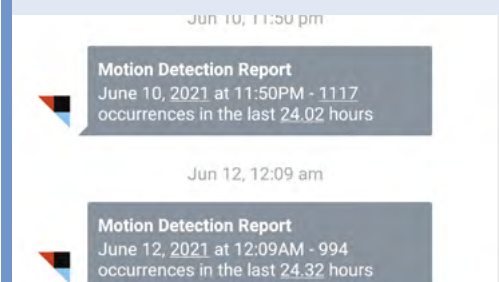 Jun 10, 11:50 pm
Motion Detection Report
June 10, 2021 at 11:50PM - 1117
occurrences in the last 24.02 hours
Jun 12, 12:09 am
Motion Detection Report
June 12, 2021 at 12:09AM - 994
occurrences in the last 24.32 hours